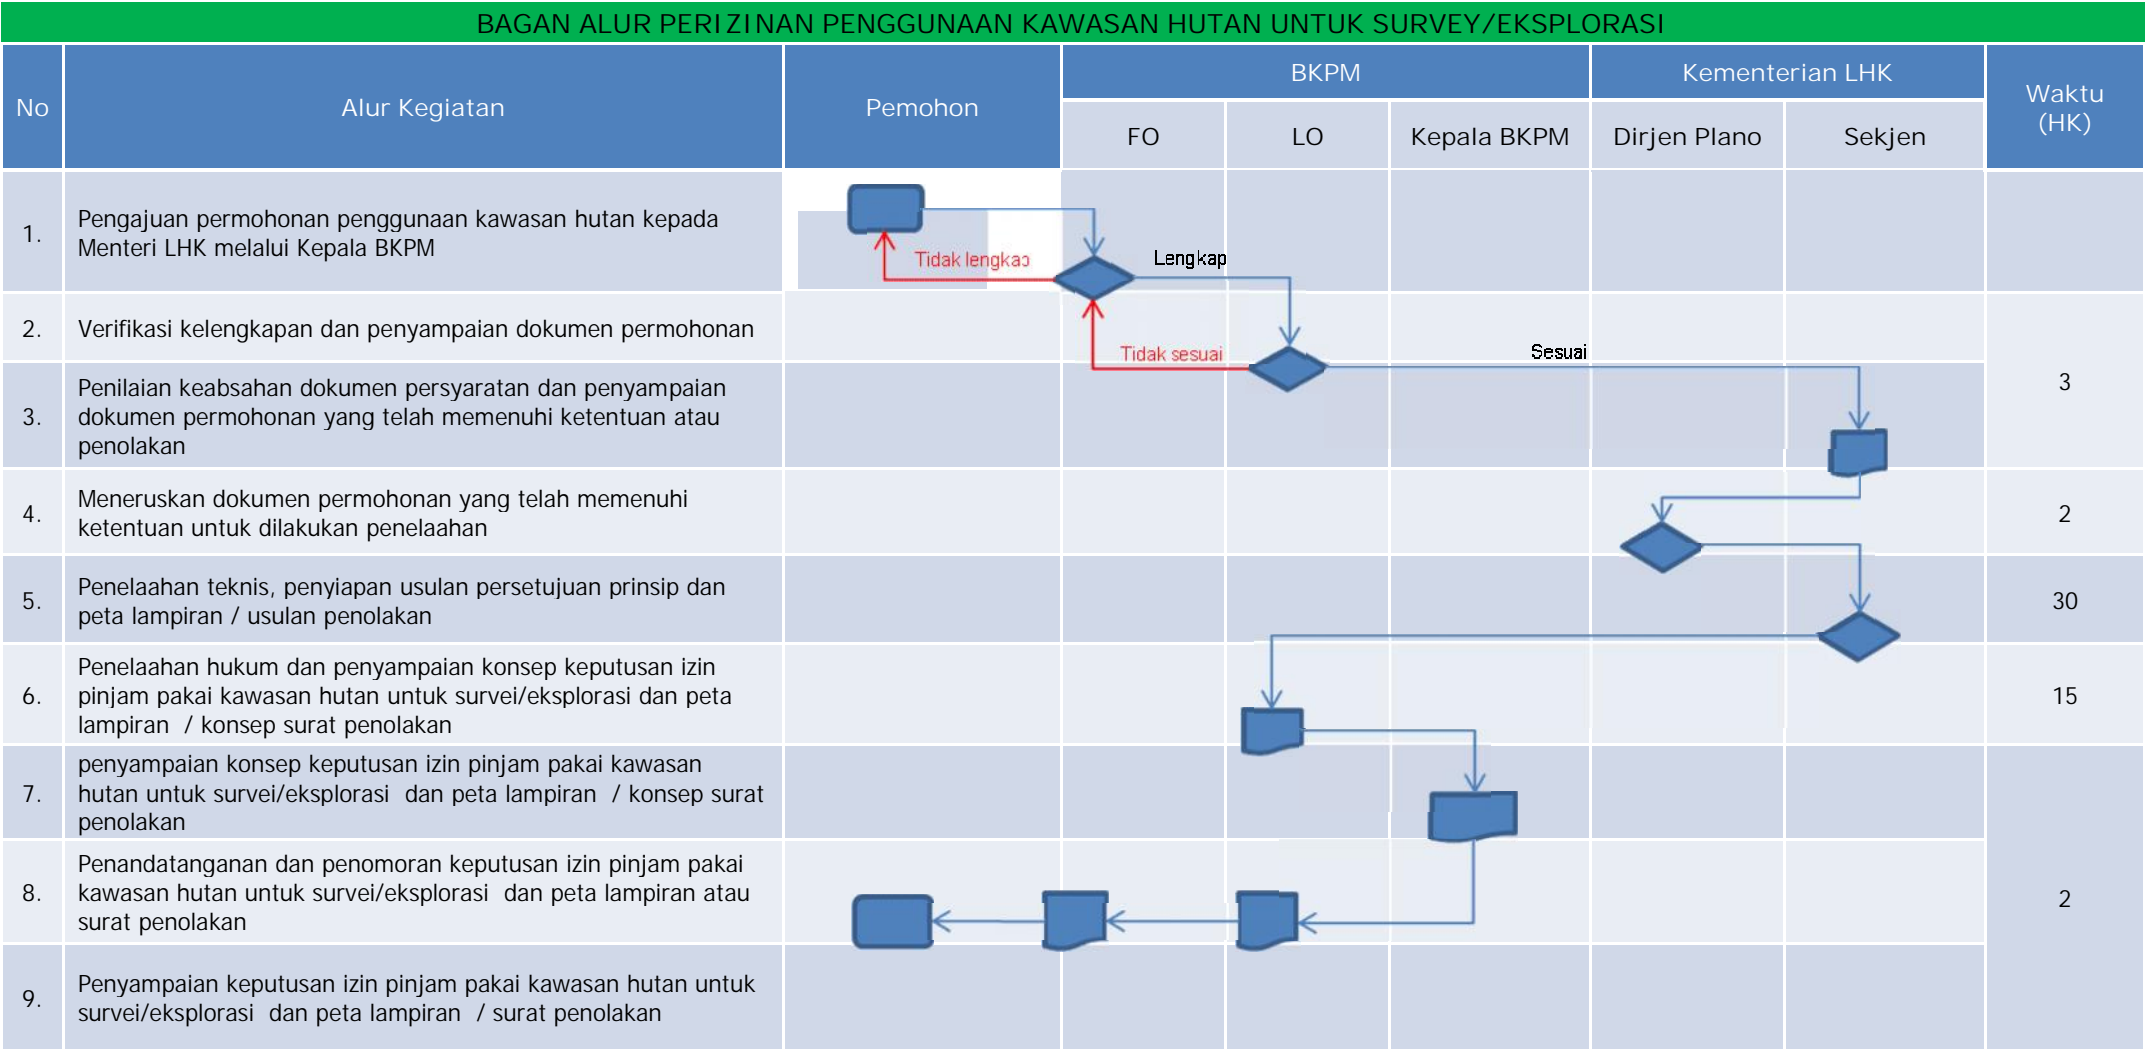 BAGAN ALUR PERIZINAN PENGGUNAAN KAWASAN HUTAN UNTUK SURVEY/EKSPLORASI
No
Alur Kegiatan
Pemohon
BKPM
Kementerian LHK
Waktu
(HK)
FO
LO
Kepala BKPM
Dirjen Plano
Sekjen
1.
Pengajuan permohonan penggunaan kawasan hutan kepada
Menteri LHK melalui Kepala BKPM
Tidak lengkap
Lengkap
2.
Verifikasi kelengkapan dan penyampaian dokumen permohonan
Tidak sesuai
Sesuai
3
3.
Penilaian keabsahan dokumen persyaratan dan penyampaian
dokumen permohonan yang telah memenuhi ketentuan atau
penolakan
4.
Meneruskan dokumen permohonan yang telah memenuhi
ketentuan untuk dilakukan penelaahan
2
5.
Penelaahan teknis, penyiapan usulan persetujuan prinsip dan
peta lampiran / usulan penolakan
30
6.
Penelaahan hukum dan penyampaian konsep keputusan izin
pinjam pakai kawasan hutan untuk survei/eksplorasi dan peta
lampiran / konsep surat penolakan
15
7.
penyampaian konsep keputusan izin pinjam pakai kawasan
hutan untuk survei/eksplorasi dan peta lampiran / konsep surat
penolakan
8.
Penandatanganan dan penomoran keputusan izin pinjam pakai
kawasan hutan untuk survei/eksplorasi dan peta lampiran atau
surat penolakan
2
9.
Penyampaian keputusan izin pinjam pakai kawasan hutan untuk
survei/eksplorasi dan peta lampiran / surat penolakan